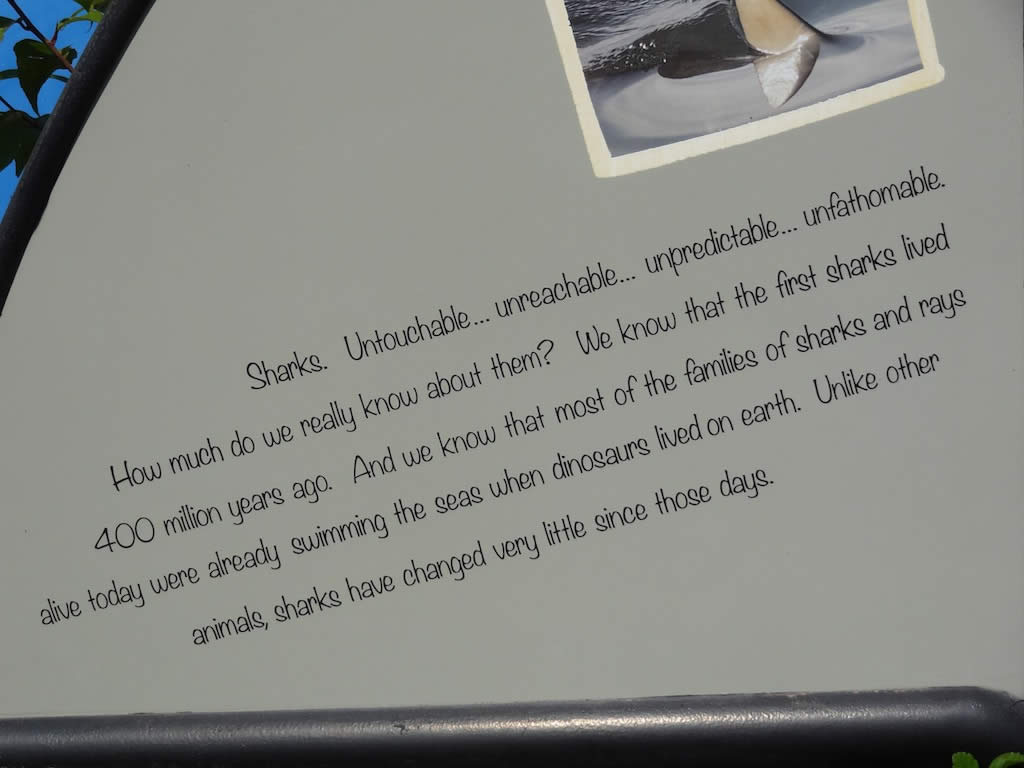 Sharks.  Untouchable... unreachable... unpredictable... unfathomable.
How much do we really know about them?  We know that the first sharks lived
400 million years ago.  And we know that most of the families of sharks and rays
alive today were already swimming the seas when dinosaurs lived on earth.  Unlike other
animals, sharks have changed very little since those days.